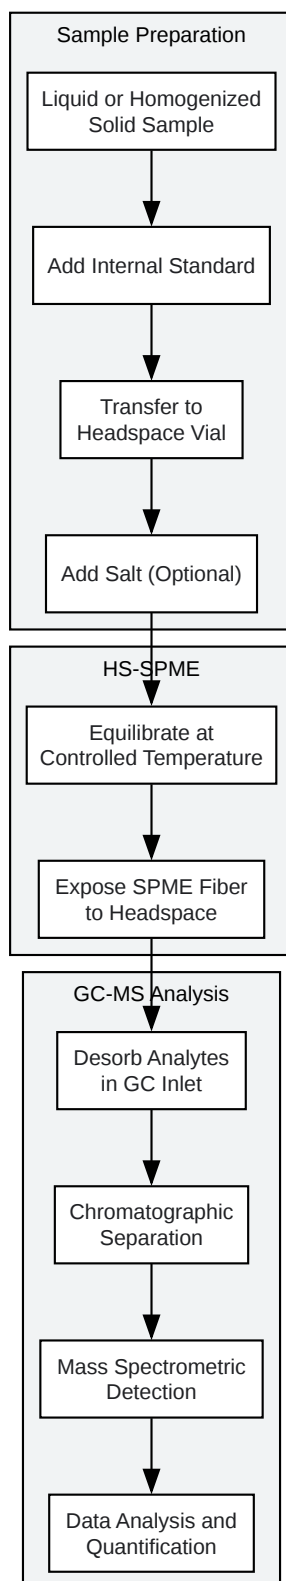 Sample Preparation
Liquid or Homogenized
Solid Sample
Add Internal Standard
Transfer to
Headspace Vial
Add Salt (Optional)
HS-SPME
Equilibrate at
Controlled Temperature
Expose SPME Fiber
to Headspace
GC-MS Analysis
Desorb Analytes
in GC Inlet
Chromatographic
Separation
Mass Spectrometric
Detection
Data Analysis and
Quantification